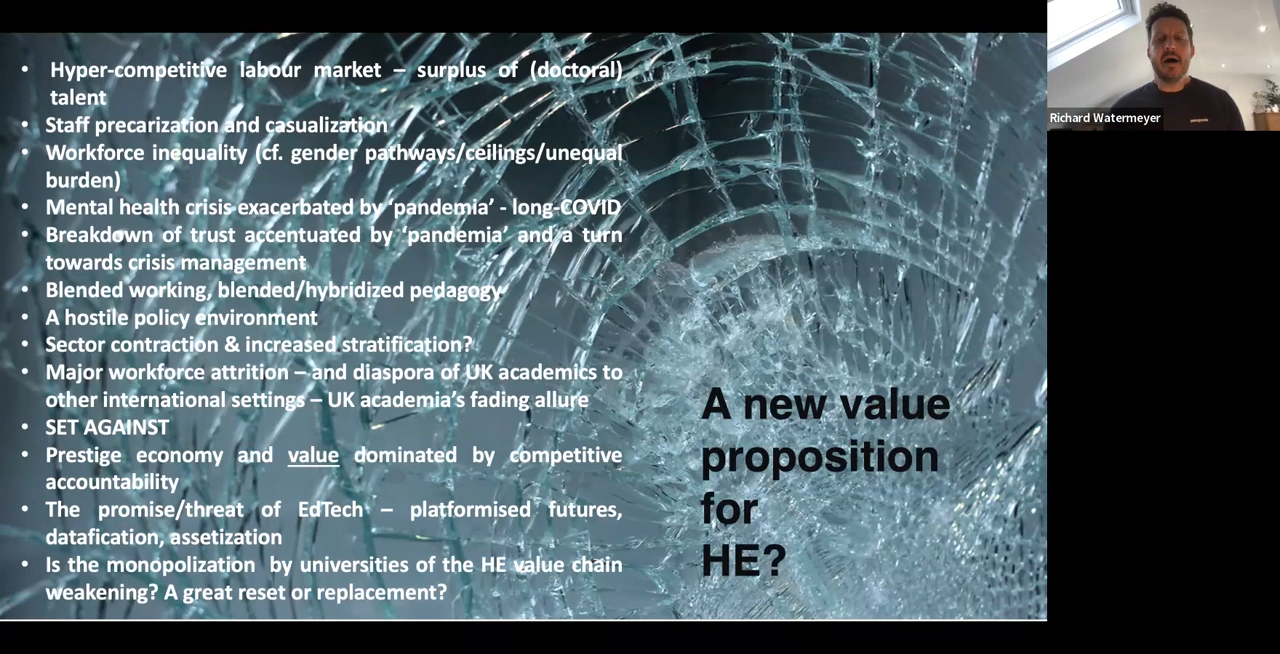 • Hyper-competitive labour market – surplus of (doctoral)
talent
• Staff precarization and casualization
• Workforce inequality (cf. gender pathways/ceilings/unequal
burden)
• Mental health crisis exacerbated by ‘pandemia’ - long-COVID
• Breakdown of trust accentuated by ‘pandemia’ and a turn
towards crisis management
• Blended working, blended/hybridized pedagogy
• A hostile policy environment
• Sector contraction & increased stratification?
• Major workforce attrition – and diaspora of UK academics to
other international settings – UK academia’s fading allure
• SET AGAINST
• Prestige economy and value dominated by competitive
accountability
• The promise/threat of EdTech – platformised futures,
datafication, assetization
• Is the monopolization by universities of the HE value chain
weakening? A great reset or replacement?
A new value
proposition
for
HE?
Richard Watermeyer